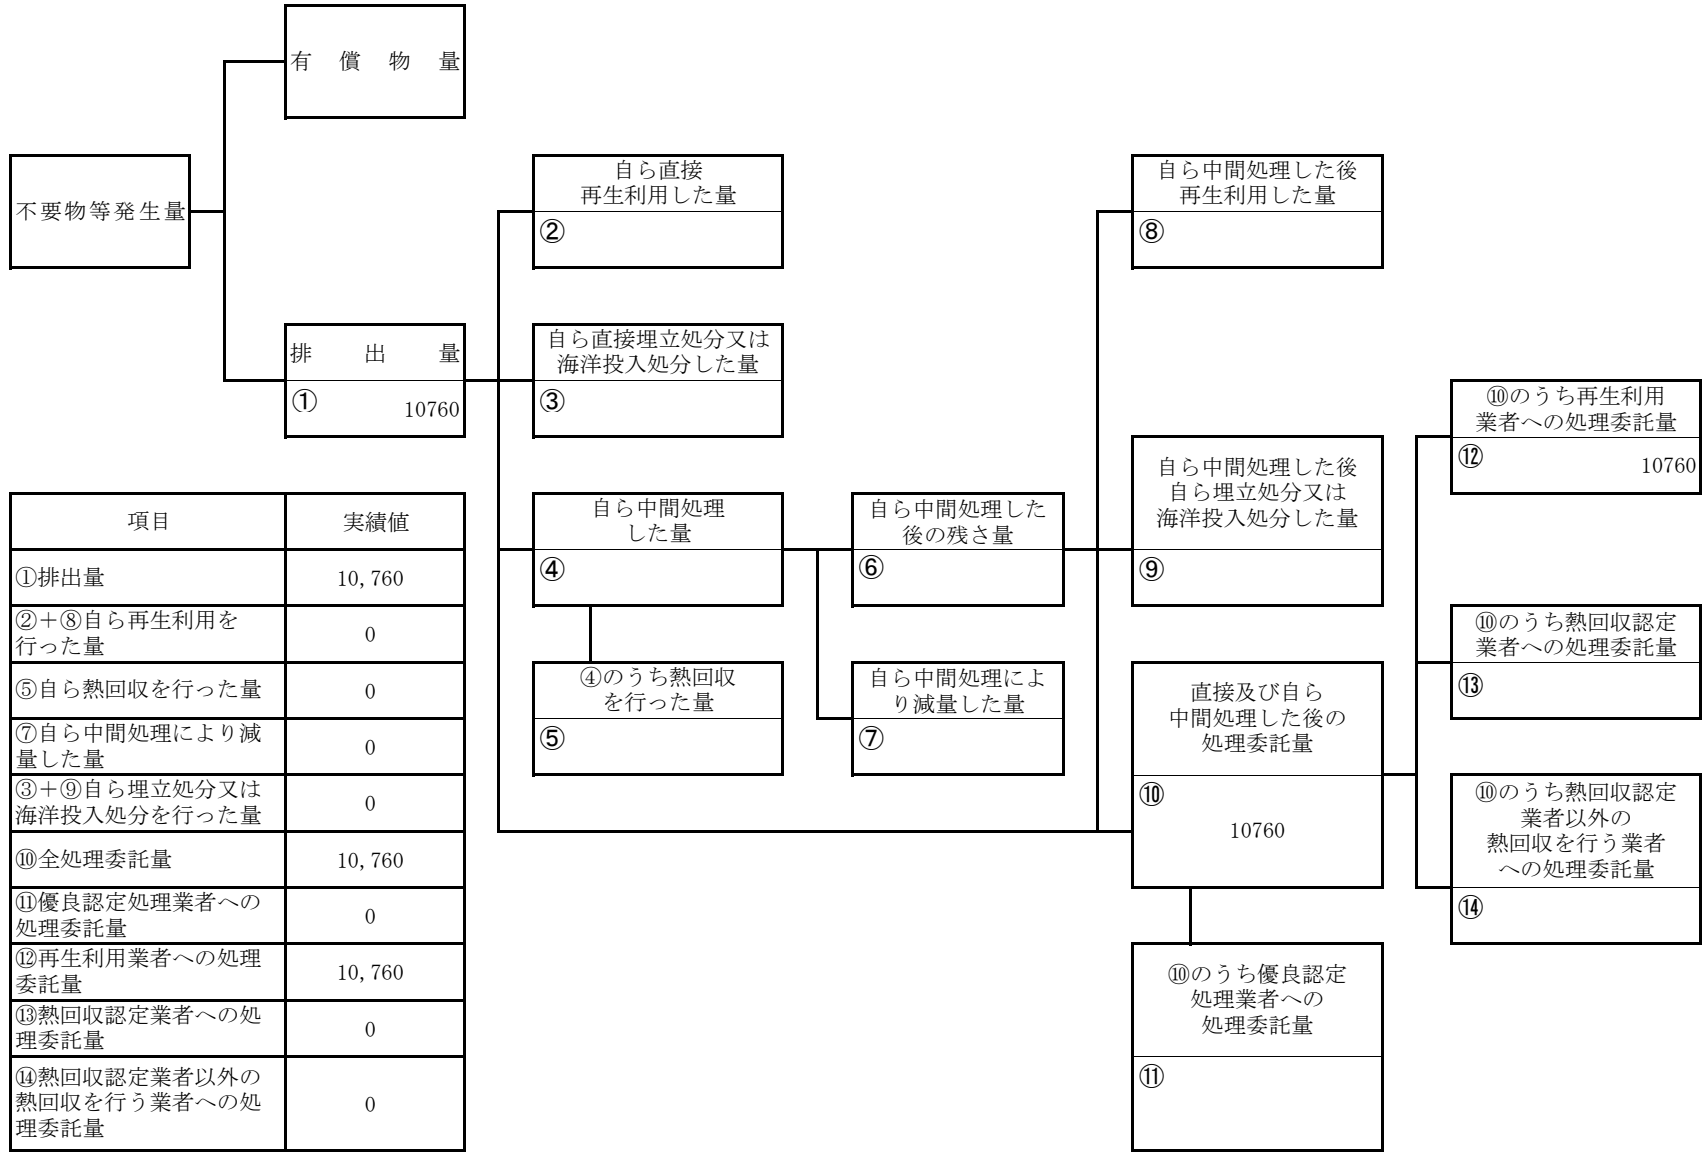 有償物量
不要物等発生量
排出量
①
10760
自ら直接
再生利用した量
②
自ら直接埋立処分又は
海洋投入処分した量
③
自ら中間処理
した量
④
④のうち熱回収
を行った量
⑤
自ら中間処理した
後の残さ量
⑥
自ら中間処理によ
り減量した量
⑦
自ら中間処理した後
再生利用した量
⑧
自ら中間処理した後
自ら埋立処分又は
海洋投入処分した量
⑨
直接及び自ら
中間処理した後の
処理委託量
⑩
10760
⑩のうち優良認定
処理業者への
処理委託量
⑪
⑩のうち再生利用
業者への処理委託量
⑫
10760
⑩のうち熱回収認定
業者への処理委託量
⑬
⑩のうち熱回収認定
業者以外の
熱回収を行う業者
への処理委託量
⑭
項目 実績値
①排出量 10,760
②＋⑧自ら再生利用を
行った量 0
⑤自ら熱回収を行った量 0
⑦自ら中間処理により減
量した量 0
③＋⑨自ら埋立処分又は
海洋投入処分を行った量 0
⑩全処理委託量 10,760
⑪優良認定処理業者への
処理委託量 0
⑫再生利用業者への処理
委託量 10,760
⑬熱回収認定業者への処
理委託量 0
⑭熱回収認定業者以外の
熱回収を行う業者への処
理委託量 0